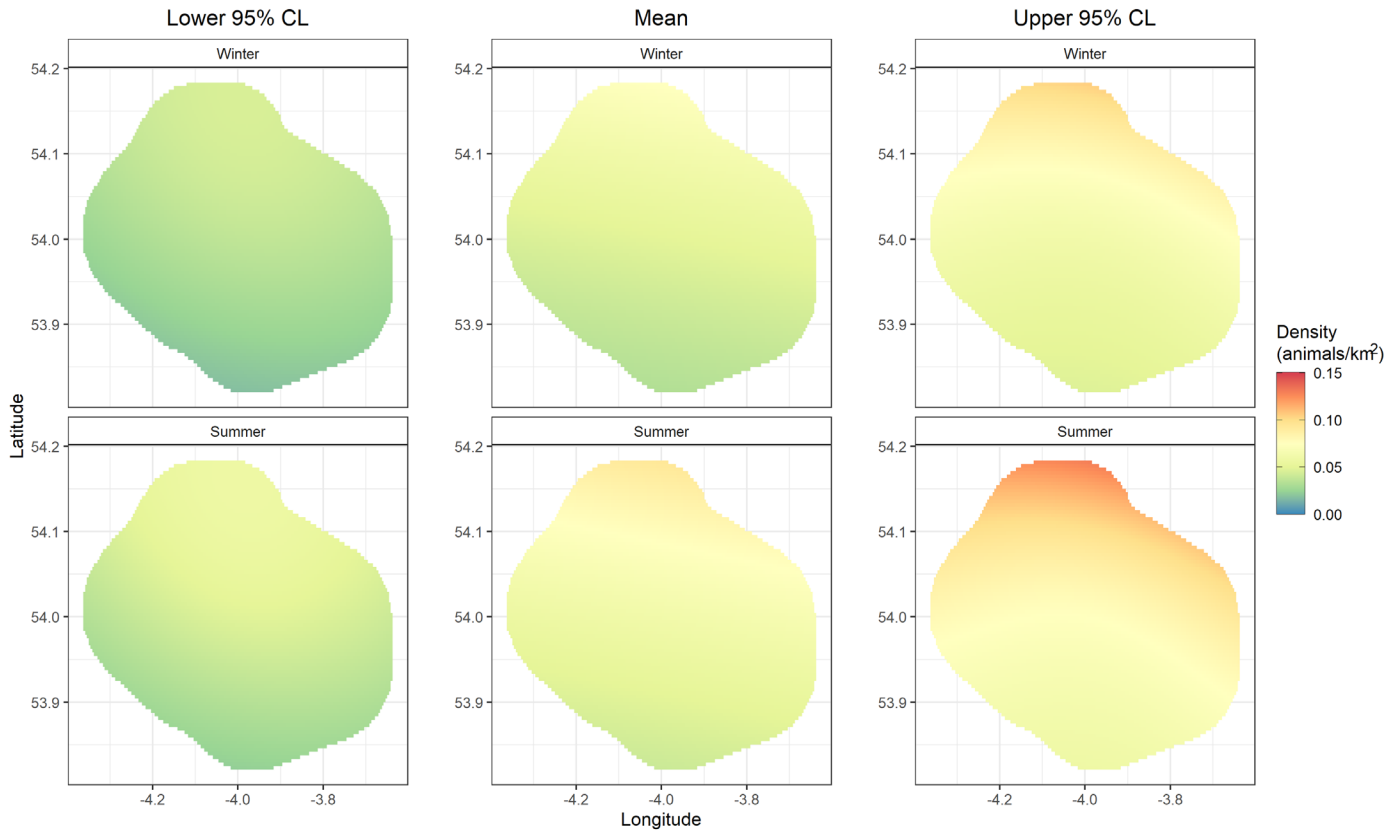 Lower 95% CL
Mean
Upper 95% CL
Winter
Winter
Winter
54.2
54.1
54.0
53.9
54.2
54.1
54.0
53.9
54.2
54.1
54.0
53.9
Latitude
Summer
Summer
Summer
54.2
54.1
54.0
53.9
54.2
54.1
54.0
53.9
54.2
54.1
54.0
53.9
-4.2
-4.0
-3.8
-4.2
-4.0
-3.8
-4.2
-4.0
-3.8
Longitude
Density
(animals/km²)
0.15
0.10
0.05
0.00